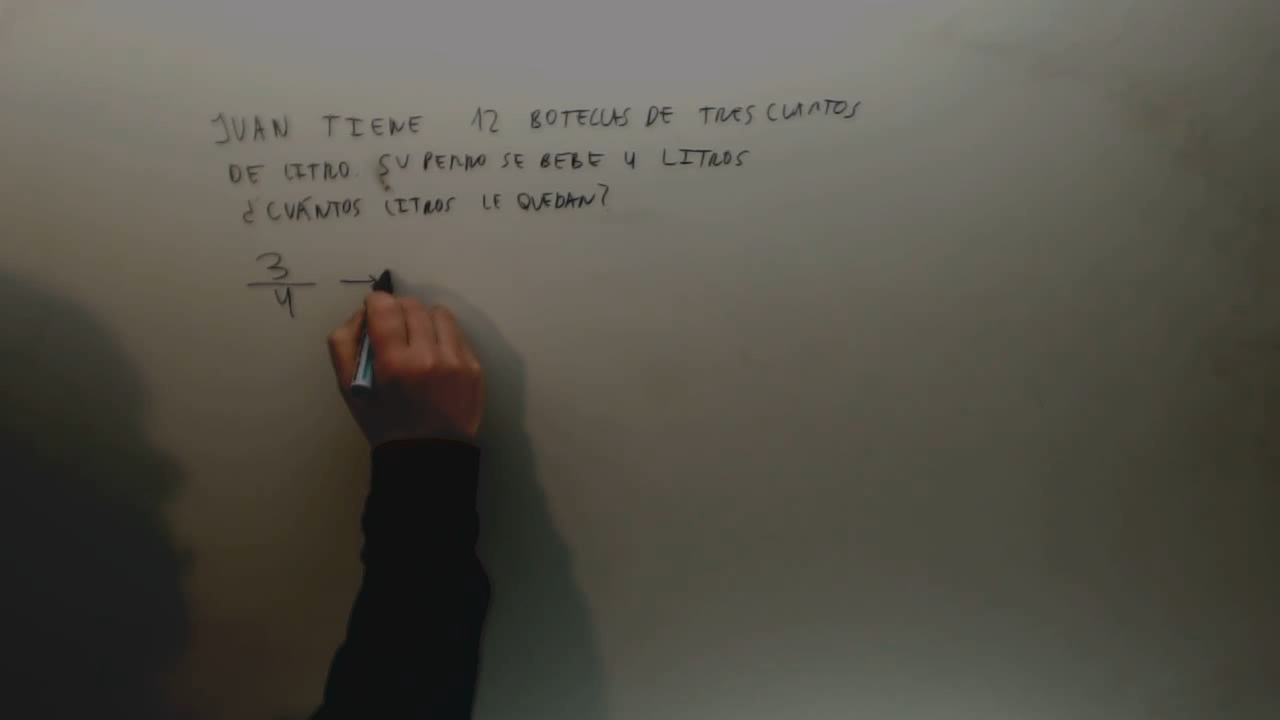 JUAN TIENE 12 BOTELLAS DE TRES CUARTOS
DE LITRO. SU PERRO SE BEBE 4 LITROS
¿CUÁNTOS LITROS LE QUEDAN?
3
4 →